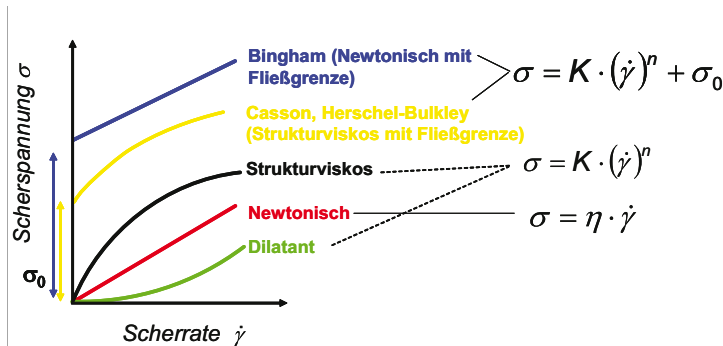 Scherspannung σ
σ₀
Bingham (Newtonisch mit
Fließgrenze)
σ = K · (γ̇)ⁿ + σ₀
Casson, Herschel-Bulkley
(Strukturviskos mit Fließgrenze)
Strukturviskos
σ = K · (γ̇)ⁿ
Newtonisch
σ = η · γ̇
Dilatant
Scherrate γ̇